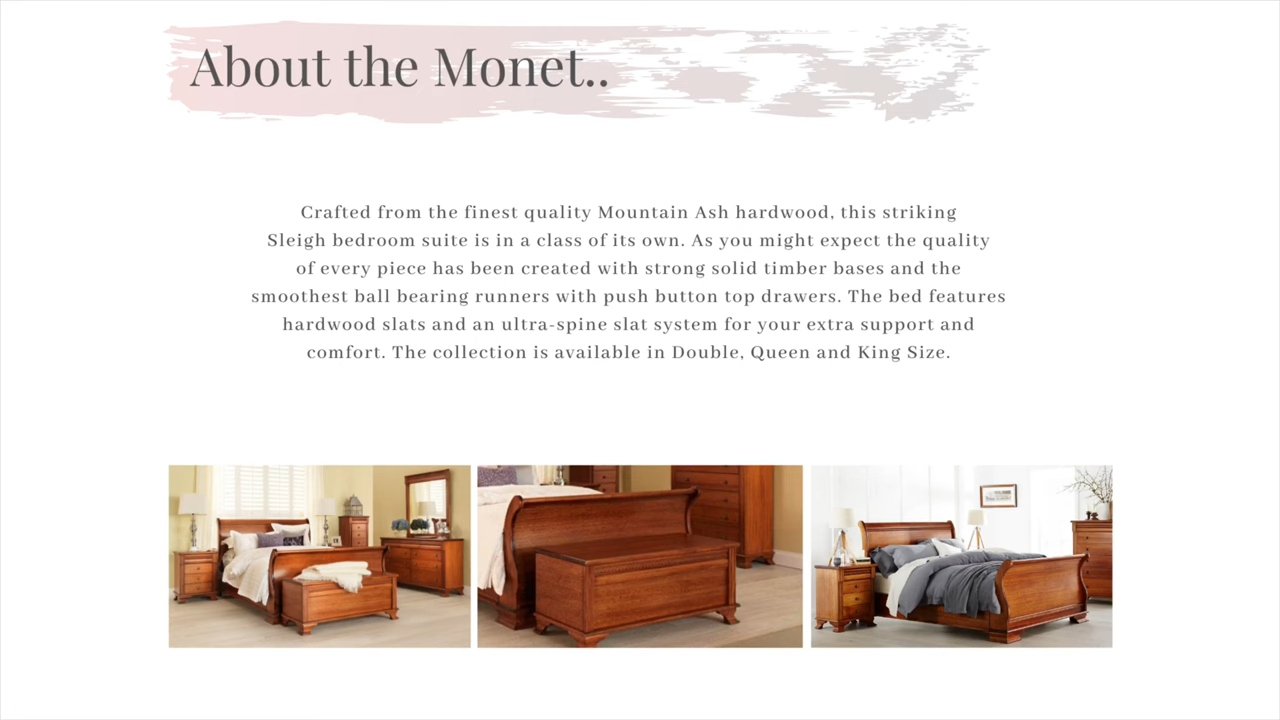 About the Monet..
Crafted from the finest quality Mountain Ash hardwood, this striking
Sleigh bedroom suite is in a class of its own. As you might expect the quality
of every piece has been created with strong solid timber bases and the
smoothest ball bearing runners with push button top drawers. The bed features
hardwood slats and an ultra-spine slat system for your extra support and
comfort. The collection is available in Double, Queen and King Size.